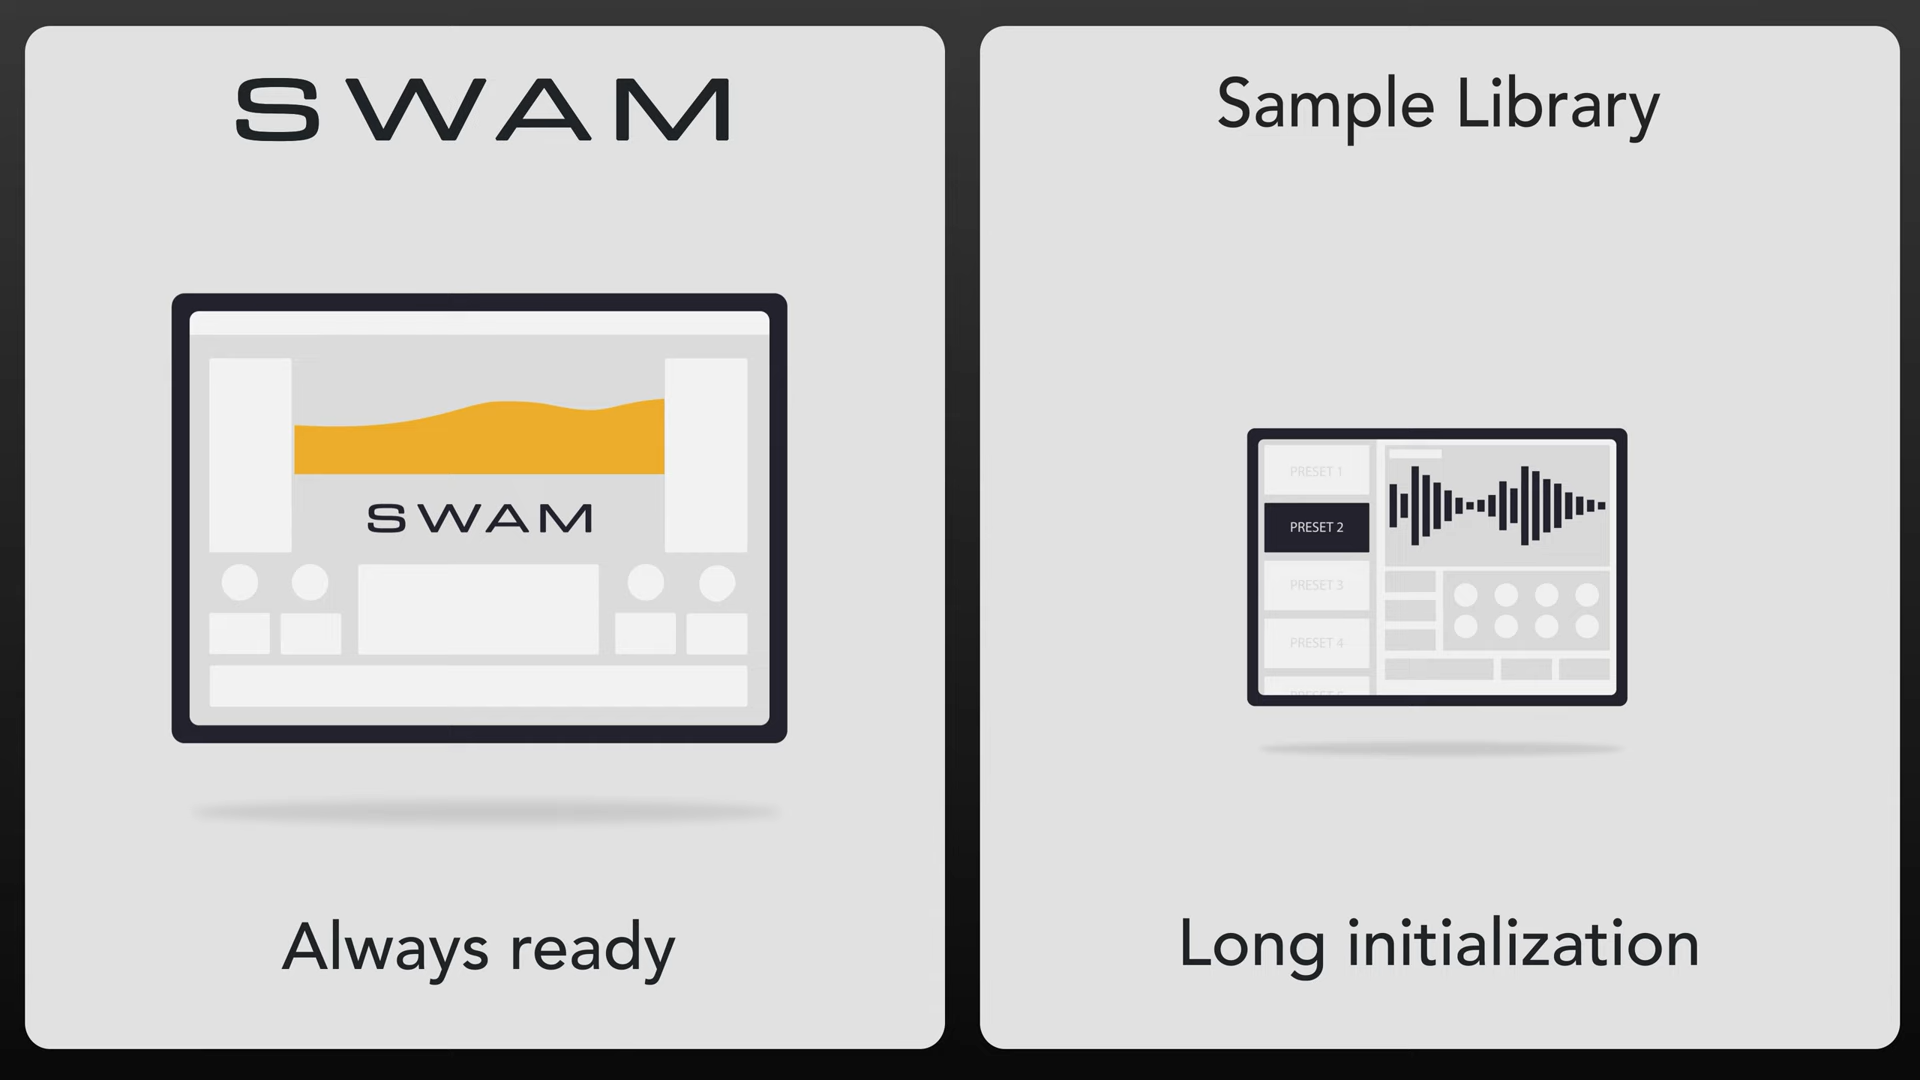 SWAM
SWAM
Always ready
Sample Library
PRESET 1
PRESET 2
PRESET 3
PRESET 4
Long initialization